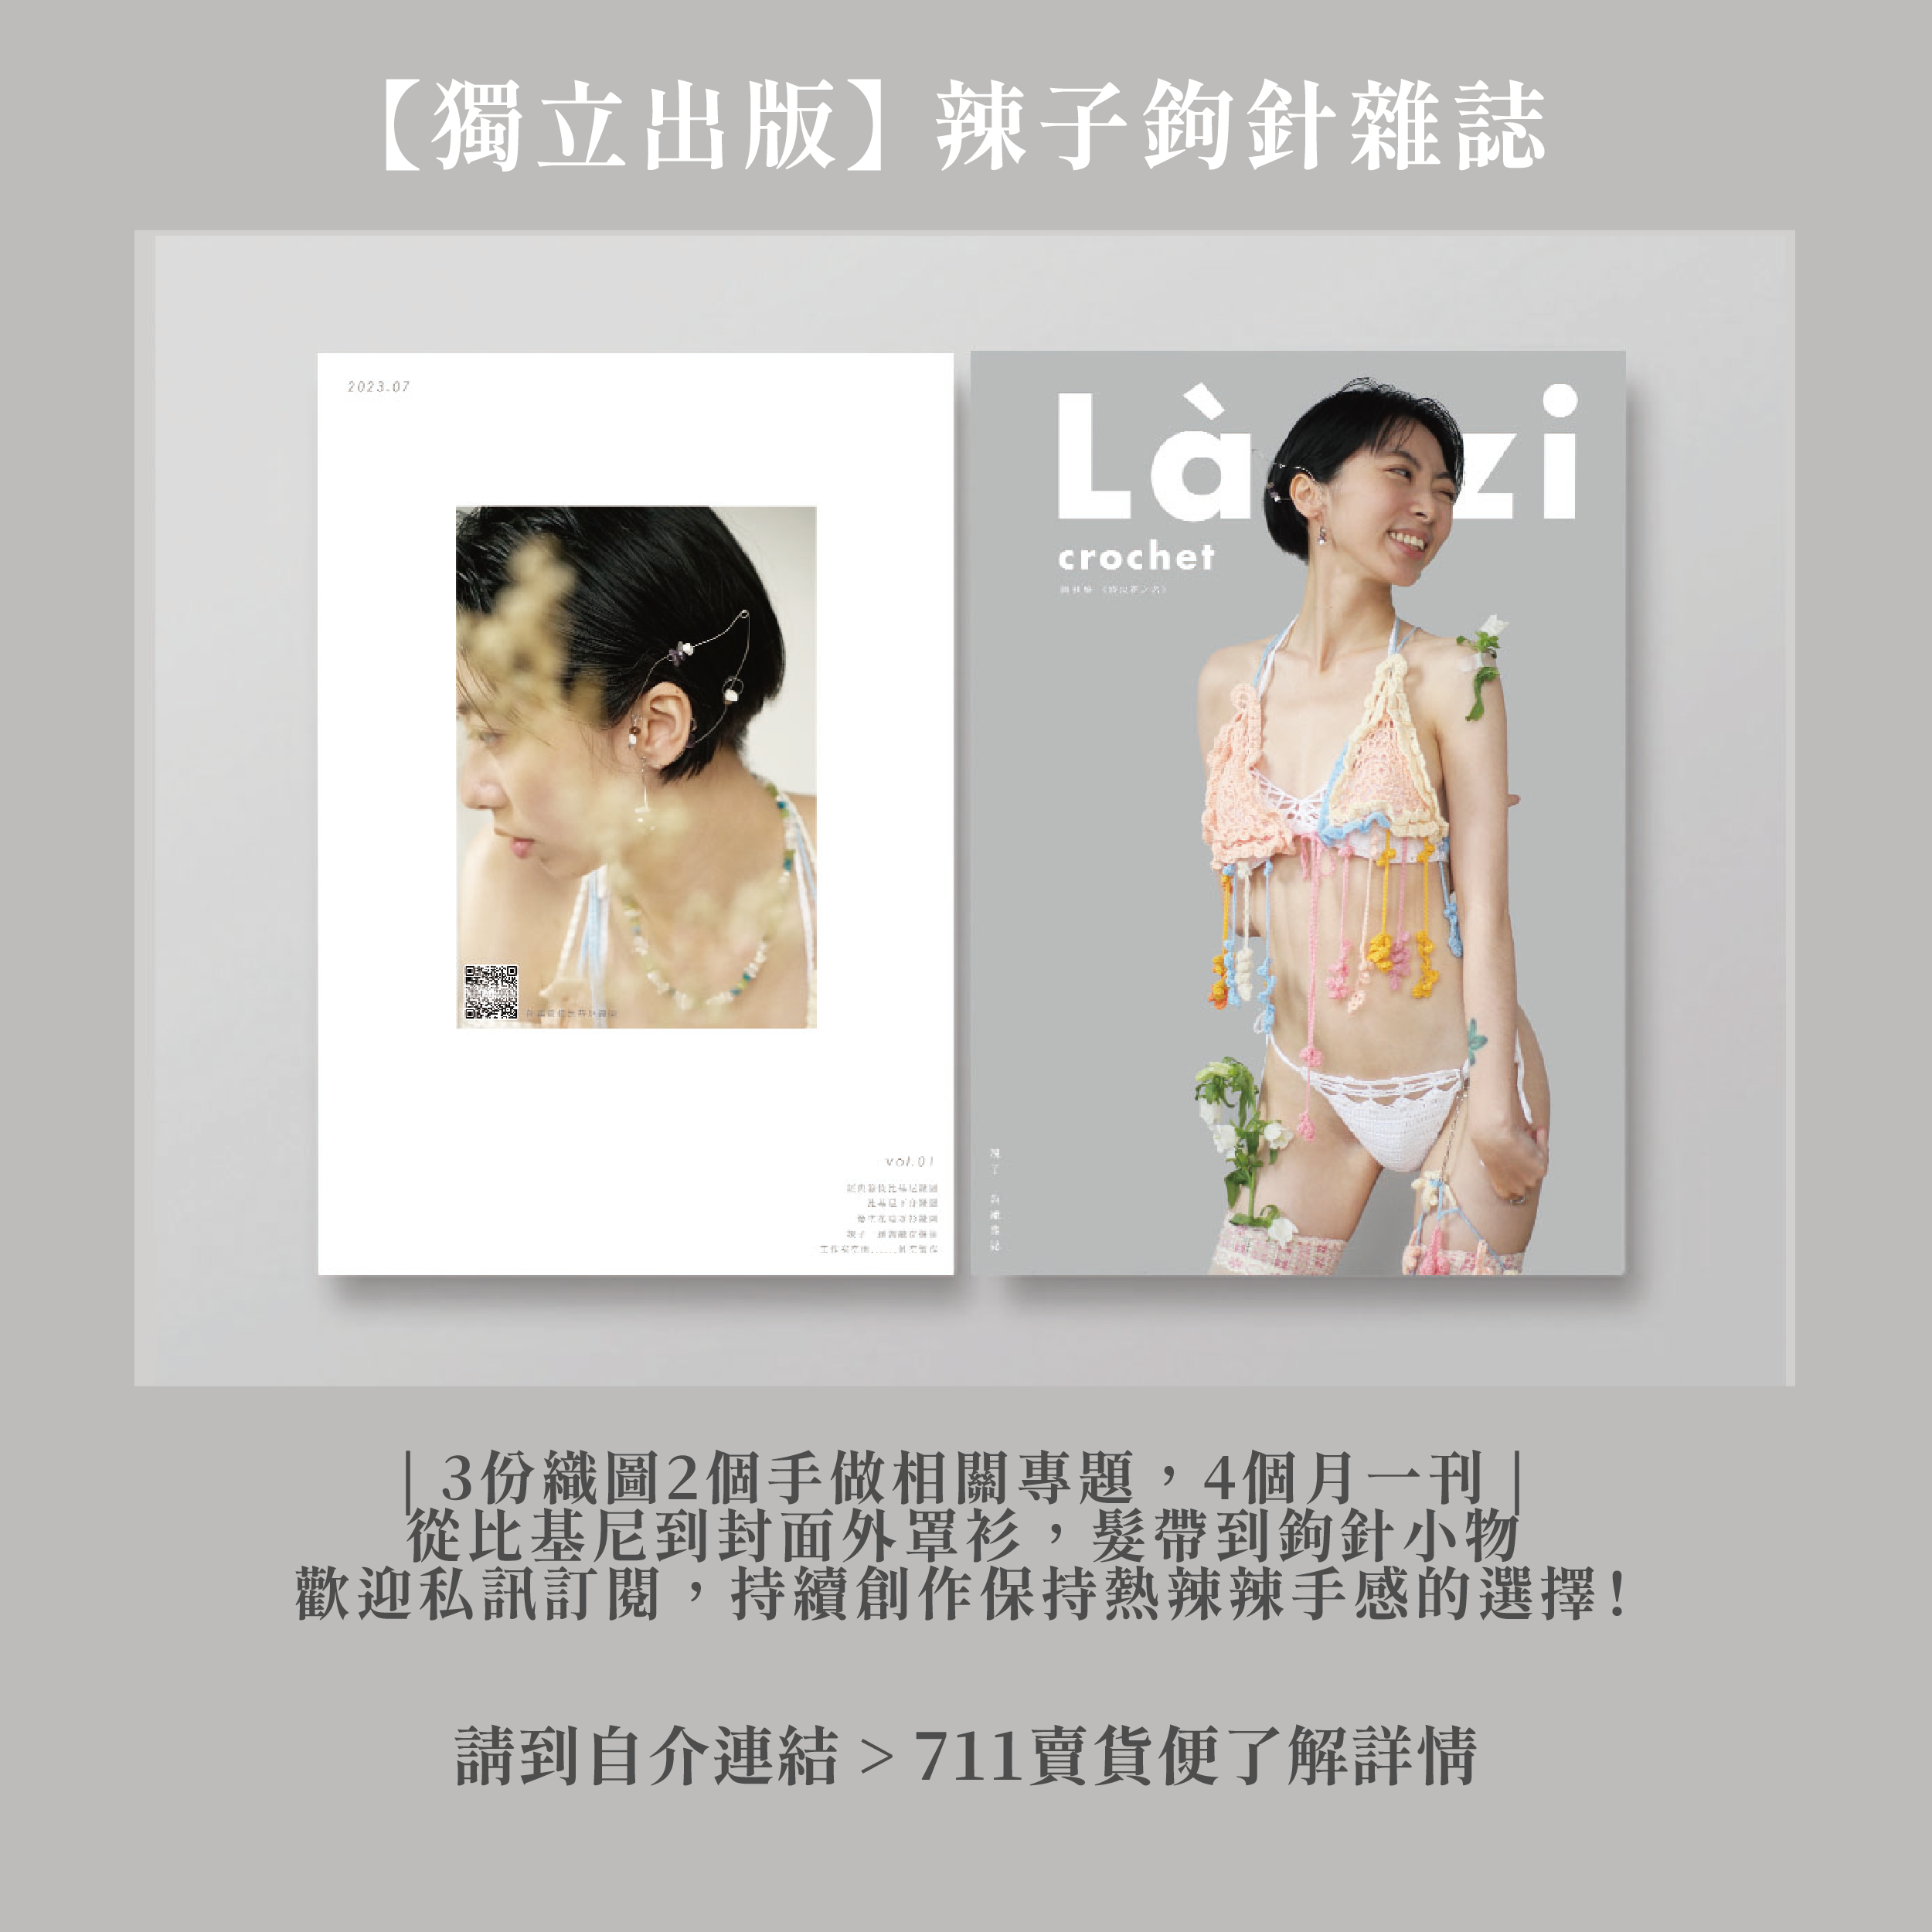 【獨立出版】辣子鉤針雜誌
2023.07
vol.01
Là zi
crochet
｜3份織圖2個手做相關專題，4個月一刊｜
從比基尼到封面外罩衫，髮帶到鉤針小物
歡迎私訊訂閱，持續創作保持熱辣辣手感的選擇！
請到自介連結 > 711賣貨便了解詳情